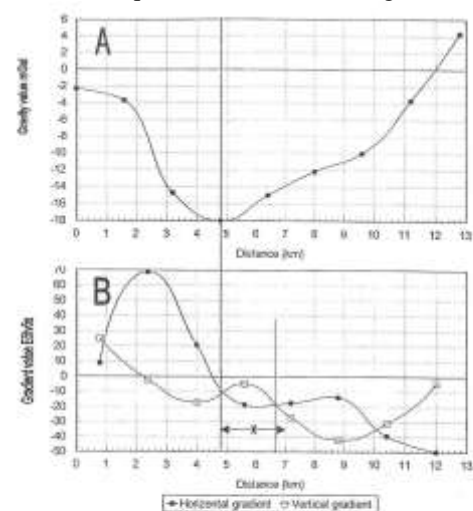 A
Gravity value mGal
6
4
2
0
-2
-4
-6
-8
-10
-12
-14
-16
-18
0 1 2 3 4 5 6 7 8 9 10 11 12 13
Distance (km)
B
Gradient value Eötvös
70
60
50
40
30
20
10
0
-10
-20
-30
-40
-50
X
0 1 2 3 4 5 6 7 8 9 10 11 12 13
Distance (km)
Horizontal gradient Vertical gradient